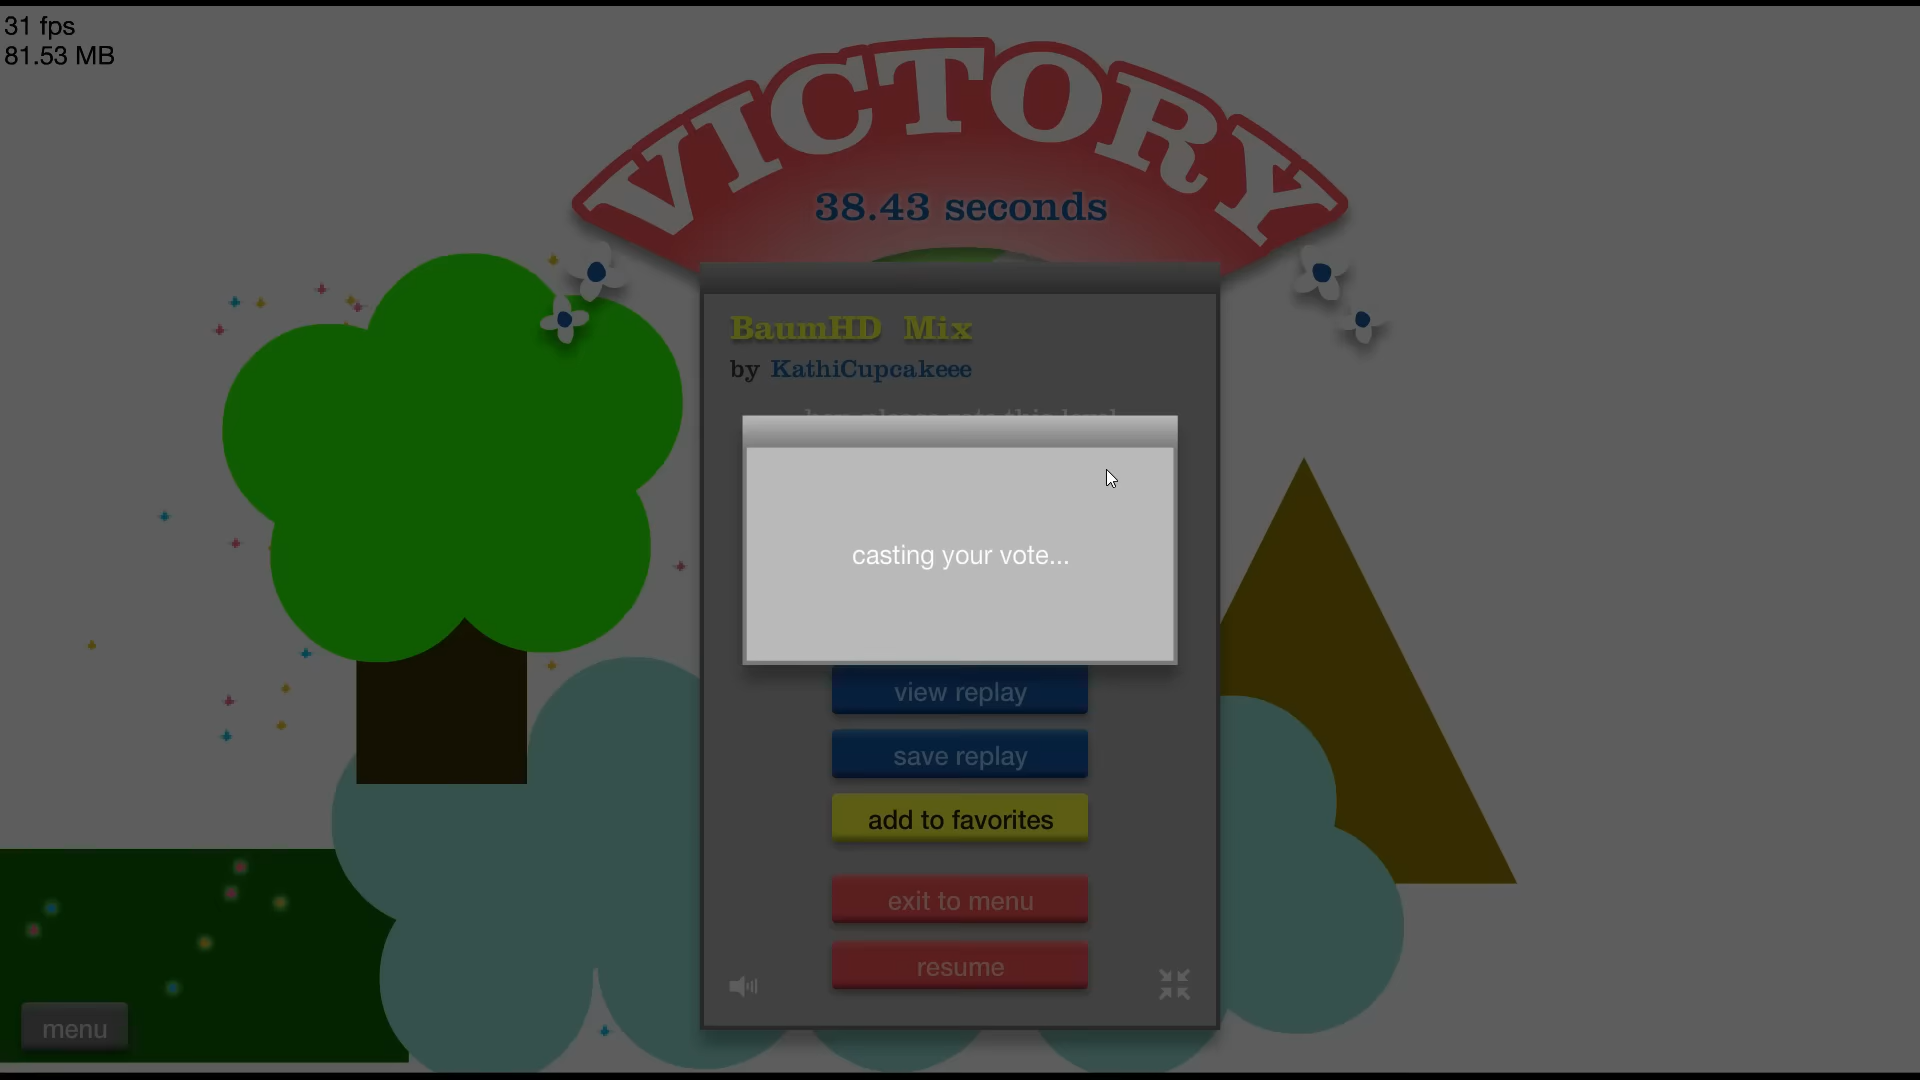 31 fps
81.53 MB
VICTORY
38.43 seconds
BaumHD Mix
by KathiCupcakeee
casting your vote...
view replay
save replay
add to favorites
exit to menu
resume
menu